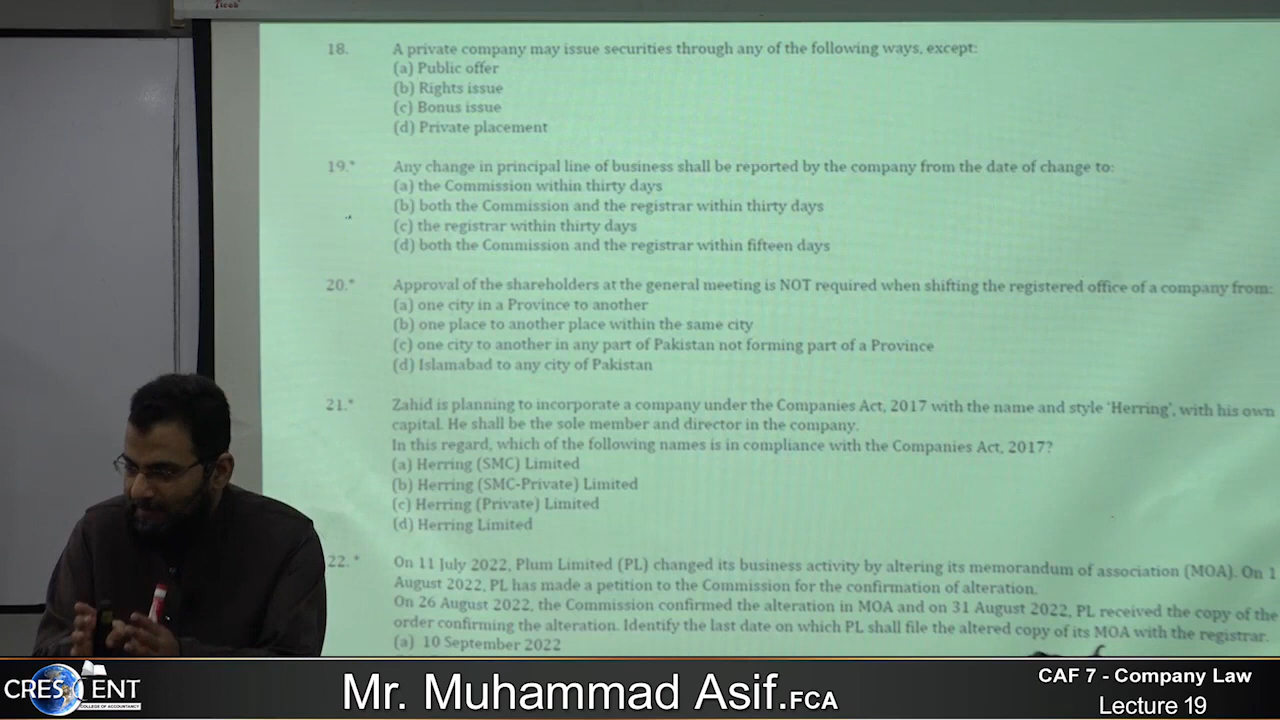 18. A private company may issue securities through any of the following ways, except:
(a) Public offer
(b) Rights issue
(c) Bonus issue
(d) Private placement
19.* Any change in principal line of business shall be reported by the company from the date of change to:
(a) the Commission within thirty days
(b) both the Commission and the registrar within thirty days
(c) the registrar within thirty days
(d) both the Commission and the registrar within fifteen days
20.* Approval of the shareholders at the general meeting is NOT required when shifting the registered office of a company from:
(a) one city in a Province to another
(b) one place to another place within the same city
(c) one city to another in any part of Pakistan not forming part of a Province
(d) Islamabad to any city of Pakistan
21.* Zahid is planning to incorporate a company under the Companies Act, 2017 with the name and style 'Herring', with his own
capital. He shall be the sole member and director in the company.
In this regard, which of the following names is in compliance with the Companies Act, 2017?
(a) Herring (SMC) Limited
(b) Herring (SMC-Private) Limited
(c) Herring (Private) Limited
(d) Herring Limited
22.* On 11 July 2022, Plum Limited (PL) changed its business activity by altering its memorandum of association (MOA). On 1
August 2022, PL has made a petition to the Commission for the confirmation of alteration.
On 26 August 2022, the Commission confirmed the alteration in MOA and on 31 August 2022, PL received the copy of the
order confirming the alteration. Identify the last date on which PL shall file the altered copy of its MOA with the registrar.
(a) 10 September 2022
CRESCENT
COLLEGE OF ACCOUNTANCY
Mr. Muhammad Asif.FCA
CAF 7 - Company Law
Lecture 19